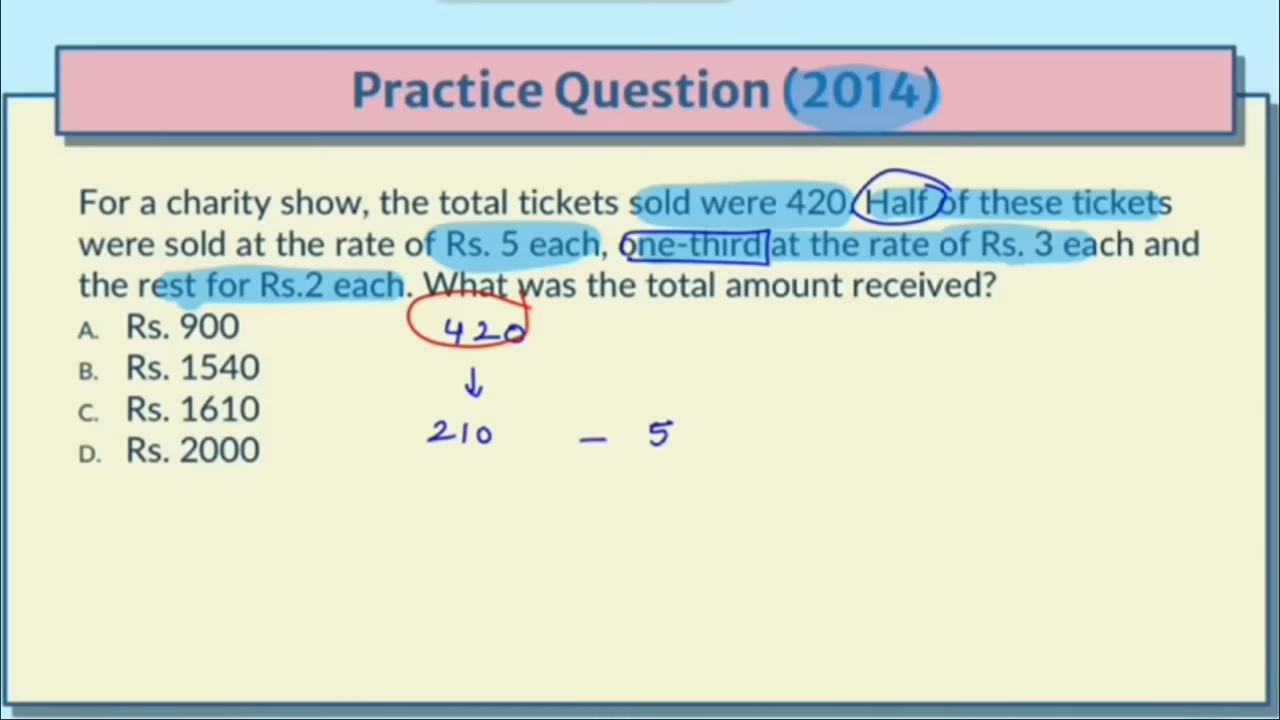 Practice Question (2014)
For a charity show, the total tickets sold were 420. Half of these tickets
were sold at the rate of Rs. 5 each, one-third at the rate of Rs. 3 each and
the rest for Rs.2 each. What was the total amount received?
A. Rs. 900
B. Rs. 1540
C. Rs. 1610
D. Rs. 2000
420
↓
210 – 5